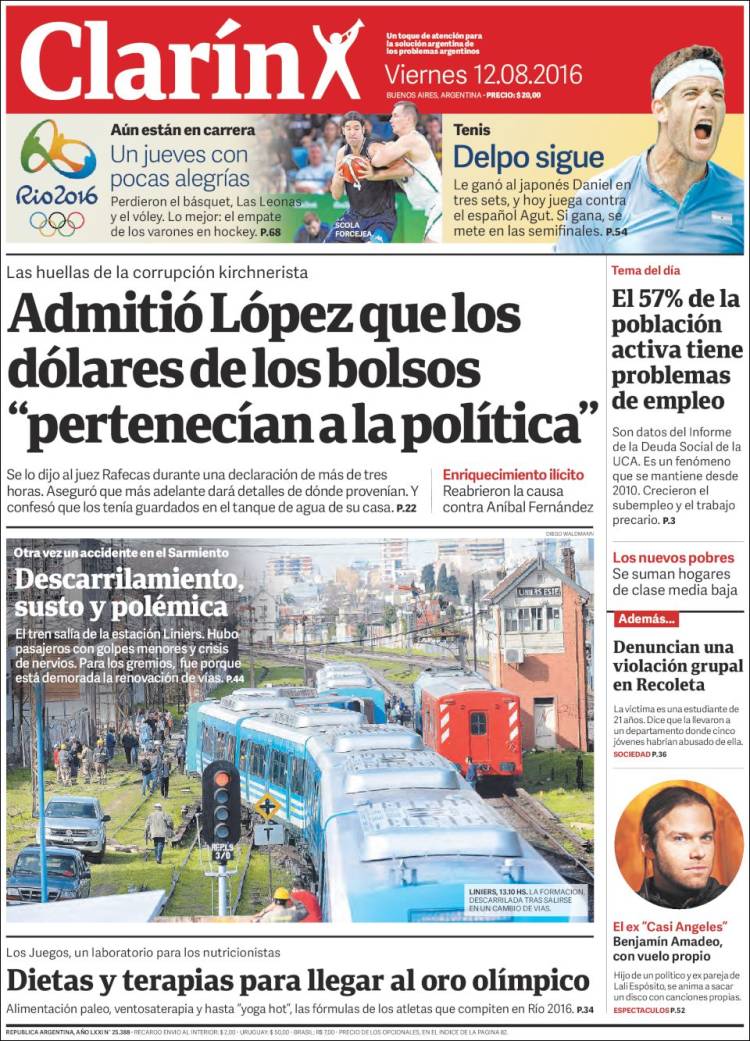 Clarín
Un toque de atención para
la solución argentina de
los problemas argentinos
Viernes 12.08.2016
BUENOS AIRES, ARGENTINA - PRECIO: $ 20,00
Río2016
Aún están en carrera
Un jueves con
pocas alegrías
Perdieron el básquet, Las Leonas
y el vóley. Lo mejor: el empate
de los varones en hockey. P.68
SCOLA
FORCEJEA.
Tenis
Delpo sigue
Le ganó al japonés Daniel en
tres sets, y hoy juega contra
el español Agut. Si gana, se
mete en las semifinales. P.54
Las huellas de la corrupción kirchnerista
Admitió López que los
dólares de los bolsos
“pertenecían a la política”
Se lo dijo al juez Rafecas durante una declaración de más de tres
horas. Aseguró que más adelante dará detalles de dónde provenían. Y
confesó que los tenía guardados en el tanque de agua de su casa. P.22
Enriquecimiento ilícito
Reabrieron la causa
contra Aníbal Fernández
DIEGO WALDMANN
Otra vez un accidente en el Sarmiento
Descarrilamiento,
susto y polémica
El tren salía de la estación Liniers. Hubo
pasajeros con golpes menores y crisis
de nervios. Para los gremios, fue porque
está demorada la renovación de vías. P.44
LINIERS ESTE
T
REP.L.S
3/0
LINIERS, 13.10 HS. LA FORMACION,
DESCARRILADA TRAS SALIRSE
EN UN CAMBIO DE VIAS.
Los Juegos, un laboratorio para los nutricionistas
Dietas y terapias para llegar al oro olímpico
Alimentación paleo, ventosaterapia y hasta “yoga hot”, las fórmulas de los atletas que compiten en Río 2016. P.34
Tema del día
El 57% de la
población
activa tiene
problemas
de empleo
Son datos del Informe
de la Deuda Social de la
UCA. Es un fenómeno
que se mantiene desde
2010. Crecieron el
subempleo y el trabajo
precario. P.3
Los nuevos pobres
Se suman hogares
de clase media baja
Además...
Denuncian una
violación grupal
en Recoleta
La víctima es una estudiante de
21 años. Dice que la llevaron a
un departamento donde cinco
jóvenes habrían abusado de ella.
SOCIEDAD P.36
El ex “Casi Angeles”
Benjamín Amadeo,
con vuelo propio
Hijo de un político y ex pareja de
Lali Espósito, se anima a sacar
un disco con canciones propias.
ESPECTACULOS P.52
REPUBLICA ARGENTINA, AÑO LXXI N° 25.388 - RECARGO ENVIO AL INTERIOR: $ 2,00 - URUGUAY: $ 50,00 - BRASIL: R$ 7,00 - PRECIO DE LOS OPCIONALES, EN EL INDICE DE LA PAGINA 82.